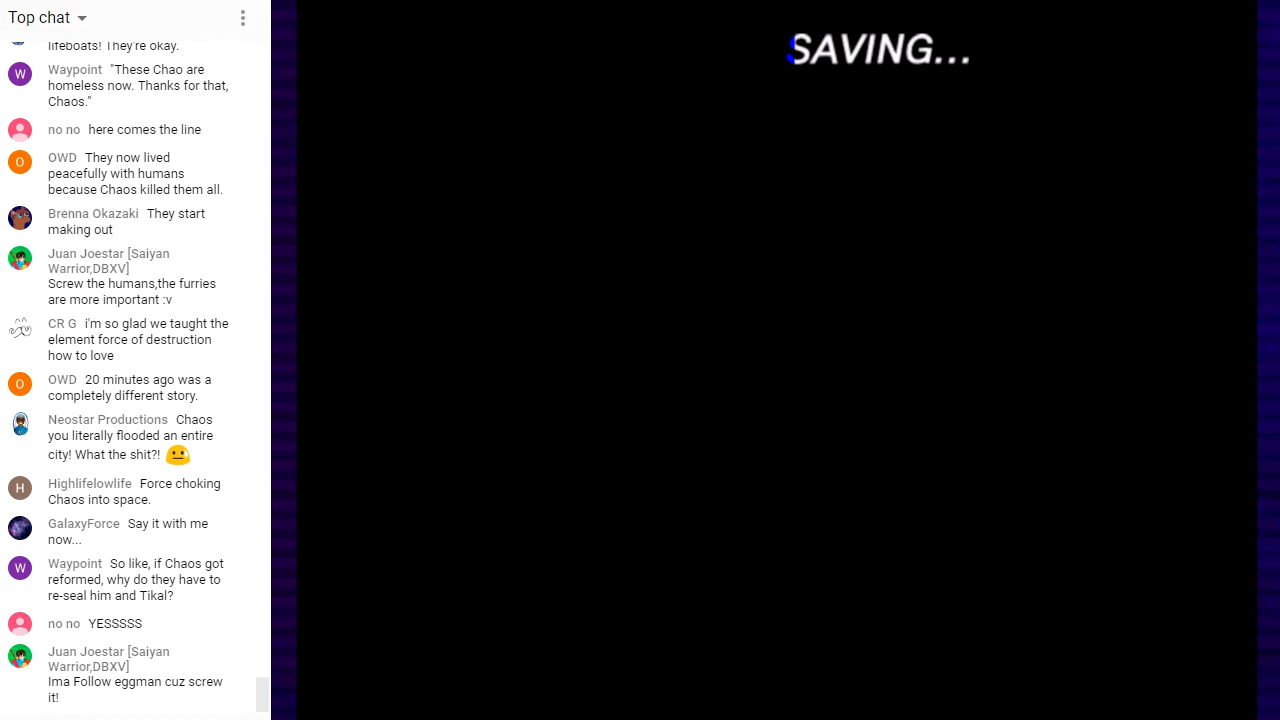 Top chat
lifeboats! They're okay.
W
Waypoint "These Chao are
homeless now. Thanks for that,
Chaos."
no no here comes the line
O
OWD They now lived
peacefully with humans
because Chaos killed them all.
Brenna Okazaki They start
making out
Juan Joestar [Saiyan
Warrior,DBXV]
Screw the humans,the furries
are more important :v
CR G i'm so glad we taught the
element force of destruction
how to love
O
OWD 20 minutes ago was a
completely different story.
Neostar Productions Chaos
you literally flooded an entire
city! What the shit?!
H
Highlifelowlife Force choking
Chaos into space.
GalaxyForce Say it with me
now...
W
Waypoint So like, if Chaos got
reformed, why do they have to
re-seal him and Tikal?
no no YESSSSS
Juan Joestar [Saiyan
Warrior,DBXV]
Ima Follow eggman cuz screw
it!
SAVING...